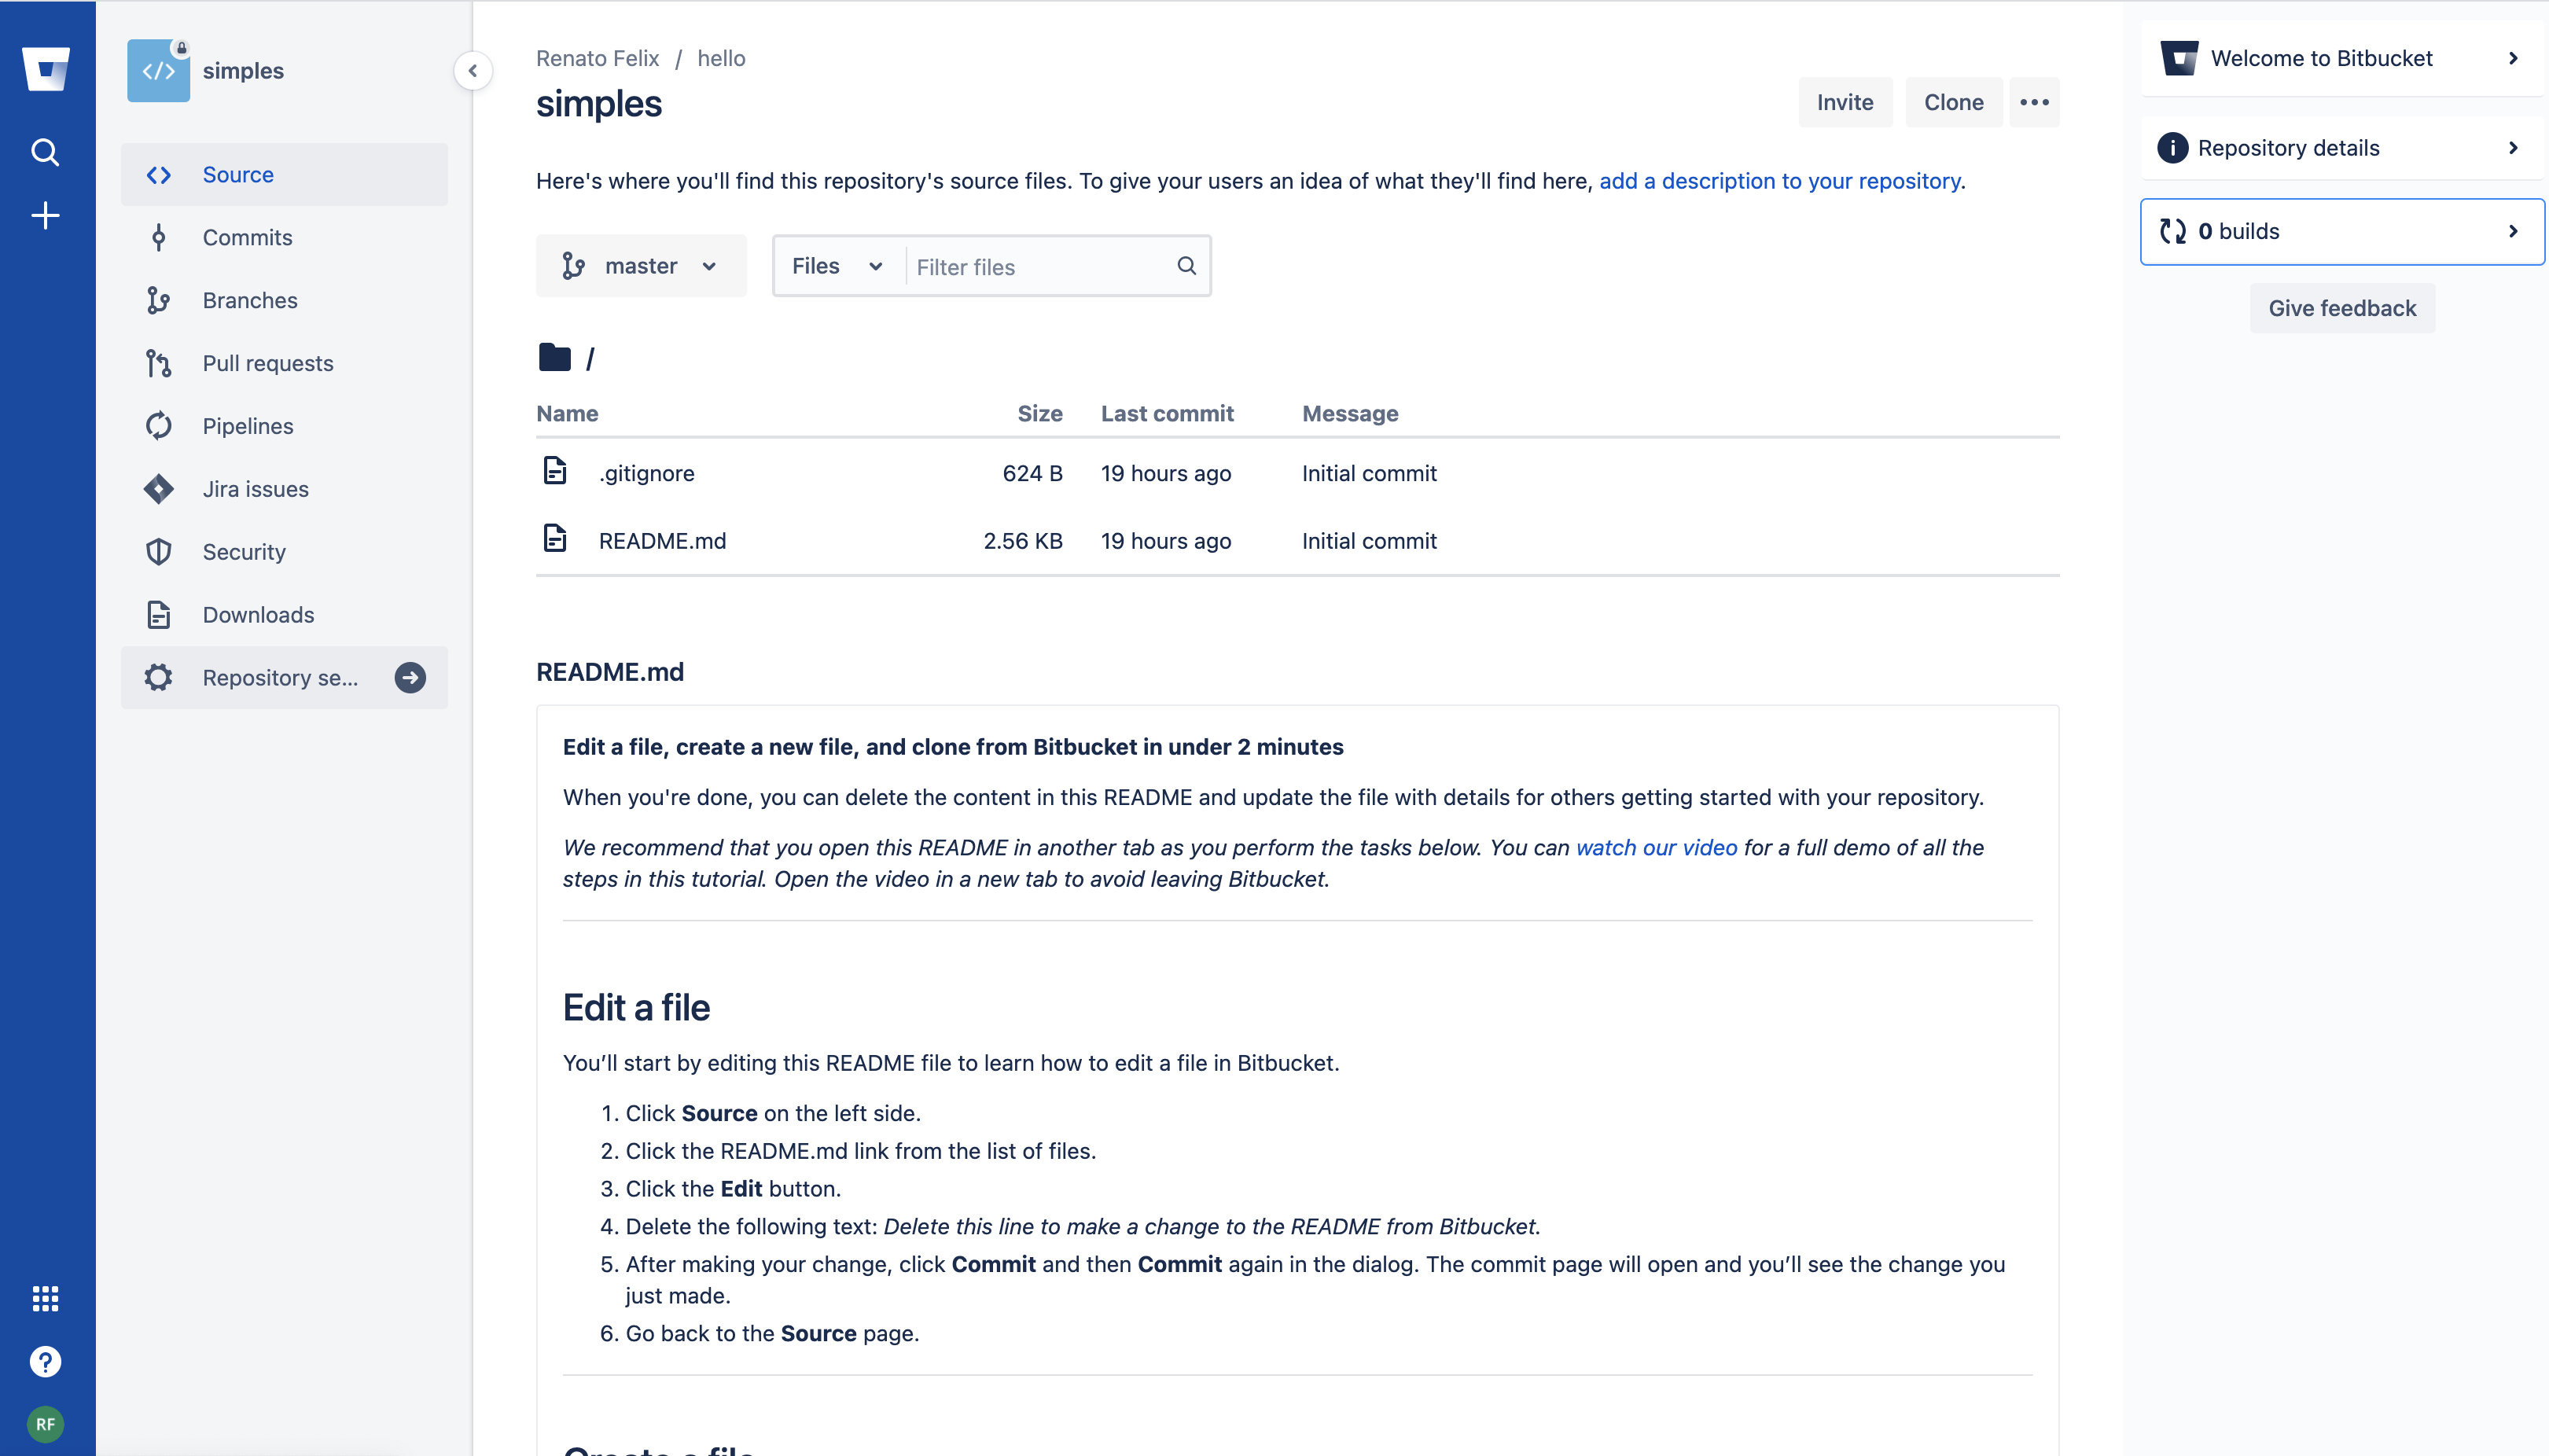 simples
Source
Commits
Branches
Pull requests
Pipelines
Jira issues
Security
Downloads
Repository se...
RF
Renato Felix / hello
simples
Invite
Clone
Here's where you'll find this repository's source files. To give your users an idea of what they'll find here, add a description to your repository.
master
Files
Filter files
/
Name Size Last commit Message
.gitignore 624 B 19 hours ago Initial commit
README.md 2.56 KB 19 hours ago Initial commit
README.md
Edit a file, create a new file, and clone from Bitbucket in under 2 minutes
When you're done, you can delete the content in this README and update the file with details for others getting started with your repository.
We recommend that you open this README in another tab as you perform the tasks below. You can watch our video for a full demo of all the
steps in this tutorial. Open the video in a new tab to avoid leaving Bitbucket.
Edit a file
You’ll start by editing this README file to learn how to edit a file in Bitbucket.
1. Click Source on the left side.
2. Click the README.md link from the list of files.
3. Click the Edit button.
4. Delete the following text: Delete this line to make a change to the README from Bitbucket.
5. After making your change, click Commit and then Commit again in the dialog. The commit page will open and you’ll see the change you
just made.
6. Go back to the Source page.
Create a file
Welcome to Bitbucket
Repository details
0 builds
Give feedback